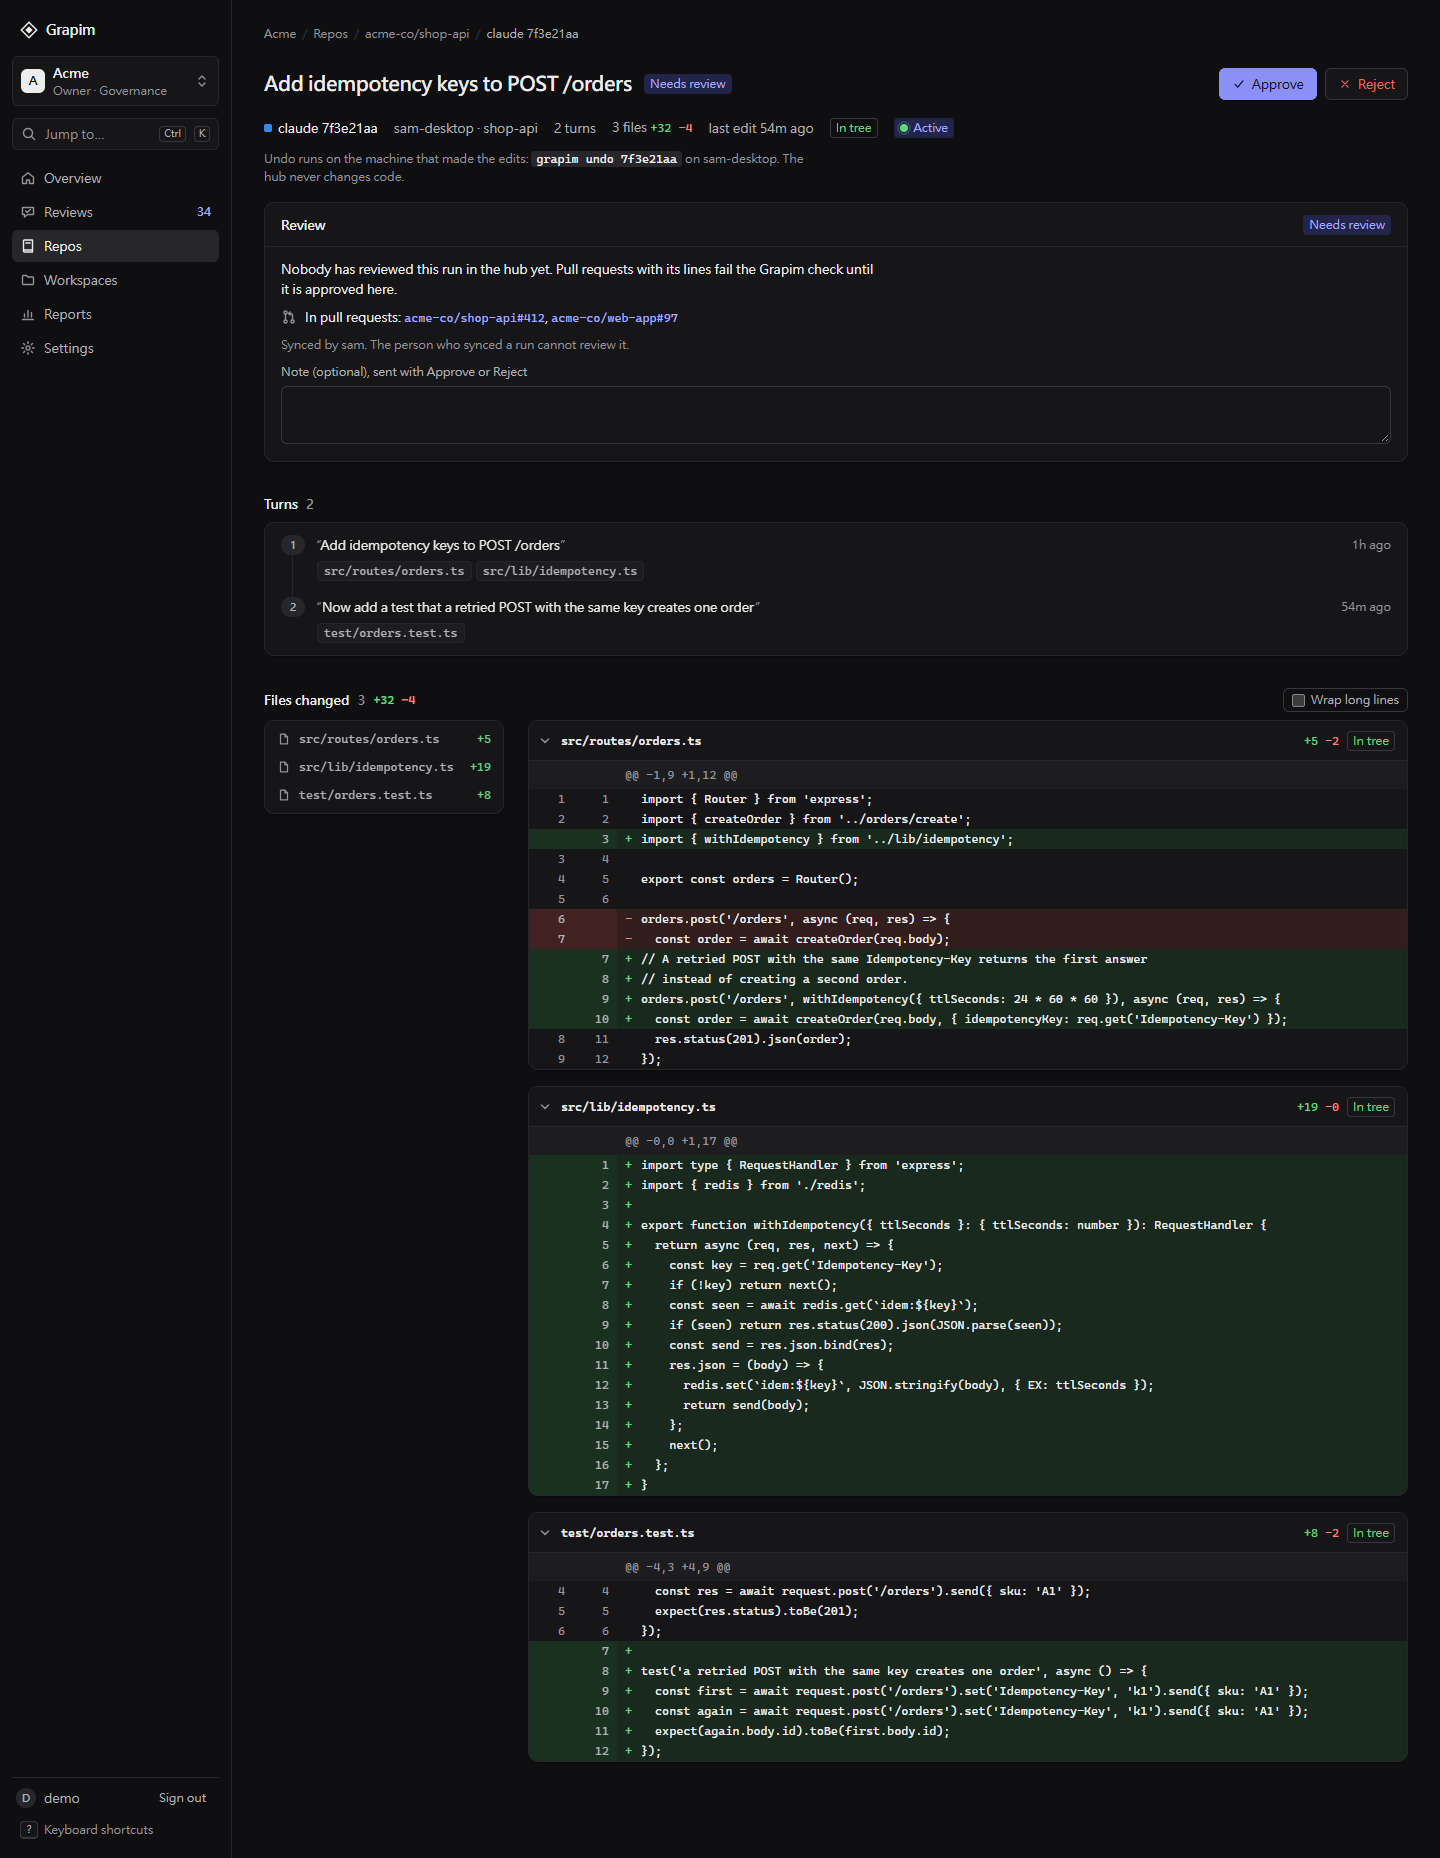 Grapim
A
Acme
Owner · Governance
Jump to...
Ctrl
K
Overview
Reviews
34
Repos
Workspaces
Reports
Settings
Acme / Repos / acme-co/shop-api / claude 7f3e21aa
Add idempotency keys to POST /orders
Needs review
Approve
Reject
claude 7f3e21aa sam-desktop · shop-api 2 turns 3 files +32 −4 last edit 54m ago In tree Active
Undo runs on the machine that made the edits: grapim undo 7f3e21aa on sam-desktop. The
hub never changes code.
Review
Needs review
Nobody has reviewed this run in the hub yet. Pull requests with its lines fail the Grapim check until
it is approved here.
In pull requests: acme-co/shop-api#412, acme-co/web-app#97
Synced by sam. The person who synced a run cannot review it.
Note (optional), sent with Approve or Reject
Turns 2
1 “Add idempotency keys to POST /orders” 1h ago
src/routes/orders.ts src/lib/idempotency.ts
2 “Now add a test that a retried POST with the same key creates one order” 54m ago
test/orders.test.ts
Files changed 3 +32 −4
Wrap long lines
src/routes/orders.ts +5
src/lib/idempotency.ts +19
test/orders.test.ts +8
src/routes/orders.ts +5 −2 In tree
@@ −1,9 +1,12 @@
1 1 import { Router } from 'express';
2 2 import { createOrder } from '../orders/create';
3 + import { withIdempotency } from '../lib/idempotency';
3 4
4 5 export const orders = Router();
5 6
6 − orders.post('/orders', async (req, res) => {
7 − const order = await createOrder(req.body);
7 + // A retried POST with the same Idempotency-Key returns the first answer
8 + // instead of creating a second order.
9 + orders.post('/orders', withIdempotency({ ttlSeconds: 24 * 60 * 60 }), async (req, res) => {
10 + const order = await createOrder(req.body, { idempotencyKey: req.get('Idempotency-Key') });
8 11 res.status(201).json(order);
9 12 });
src/lib/idempotency.ts +19 −0 In tree
@@ −0,0 +1,17 @@
1 + import type { RequestHandler } from 'express';
2 + import { redis } from './redis';
3 +
4 + export function withIdempotency({ ttlSeconds }: { ttlSeconds: number }): RequestHandler {
5 + return async (req, res, next) => {
6 + const key = req.get('Idempotency-Key');
7 + if (!key) return next();
8 + const seen = await redis.get(`idem:${key}`);
9 + if (seen) return res.status(200).json(JSON.parse(seen));
10 + const send = res.json.bind(res);
11 + res.json = (body) => {
12 + redis.set(`idem:${key}`, JSON.stringify(body), { EX: ttlSeconds });
13 + return send(body);
14 + };
15 + next();
16 + };
17 + }
test/orders.test.ts +8 −2 In tree
@@ −4,3 +4,9 @@
4 4 const res = await request.post('/orders').send({ sku: 'A1' });
5 5 expect(res.status).toBe(201);
6 6 });
7 +
8 + test('a retried POST with the same key creates one order', async () => {
9 + const first = await request.post('/orders').set('Idempotency-Key', 'k1').send({ sku: 'A1' });
10 + const again = await request.post('/orders').set('Idempotency-Key', 'k1').send({ sku: 'A1' });
11 + expect(again.body.id).toBe(first.body.id);
12 + });
D demo
Sign out
? Keyboard shortcuts